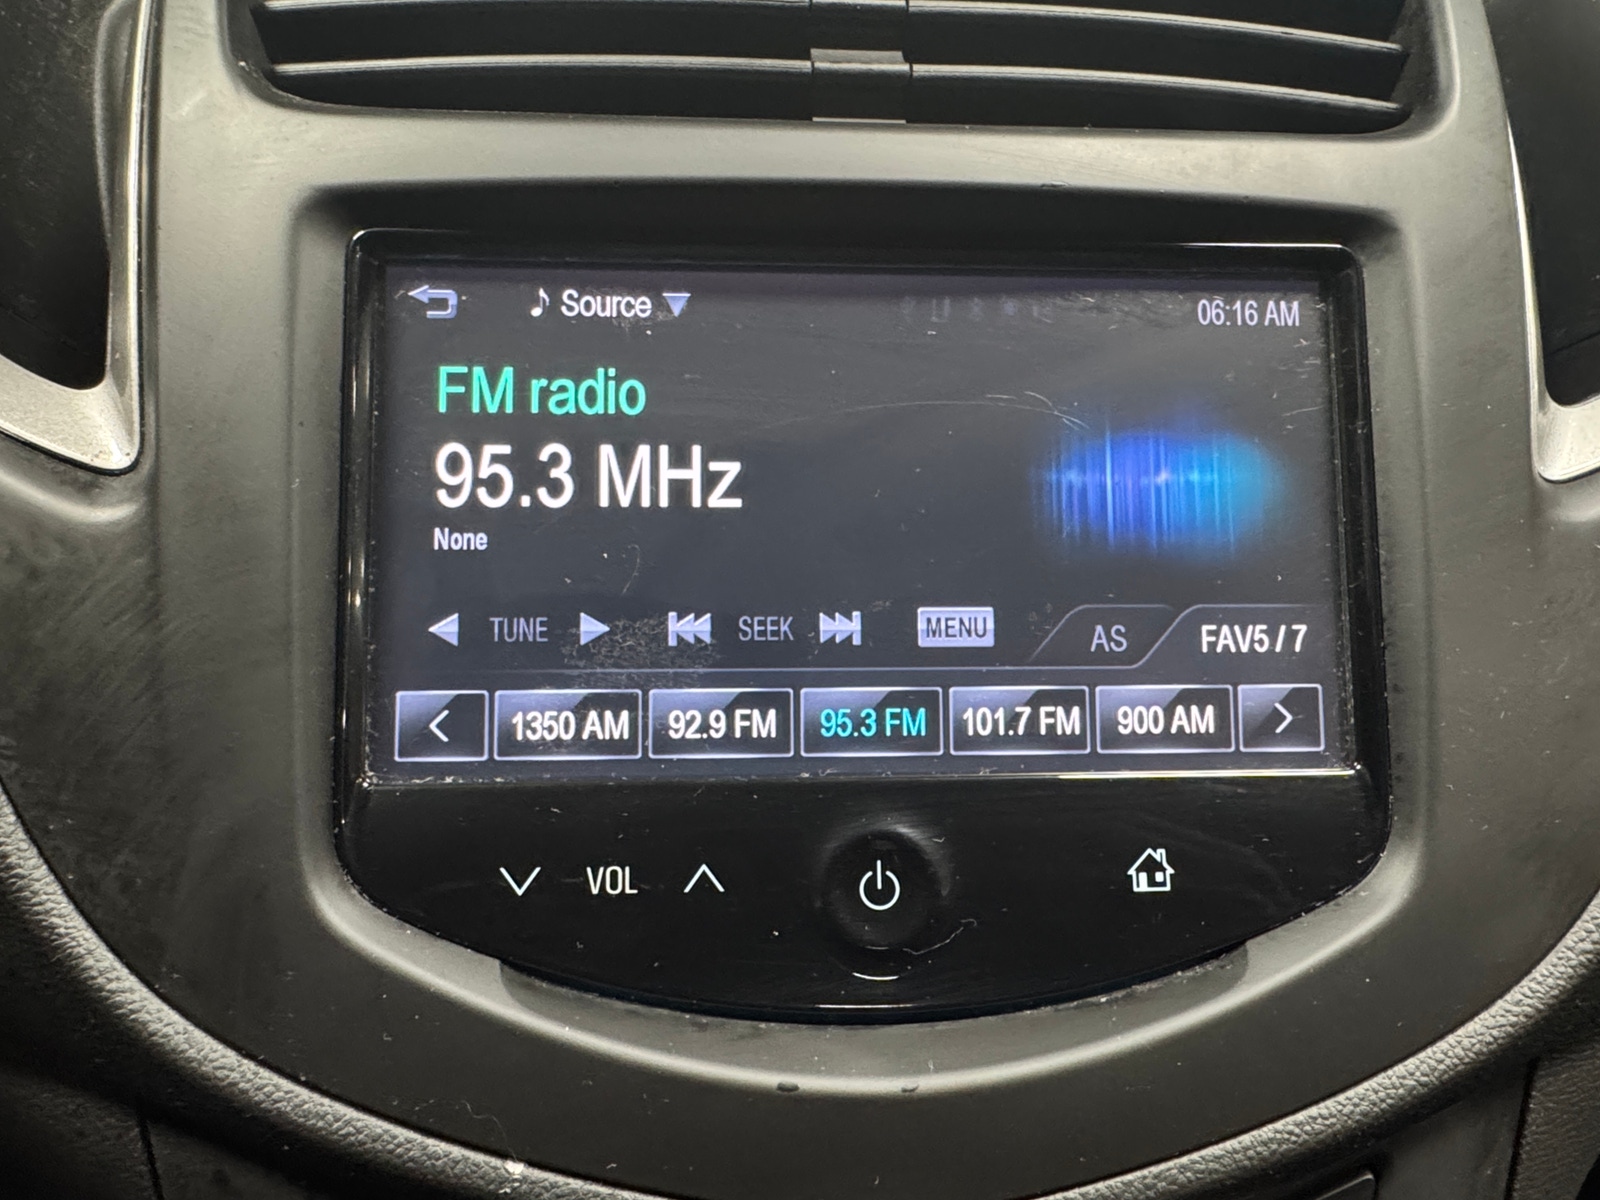 Source 06:16 AM
FM radio
95.3 MHz
None
TUNE SEEK MENU AS FAV5 / 7
1350 AM 92.9 FM 95.3 FM 101.7 FM 900 AM
VOL